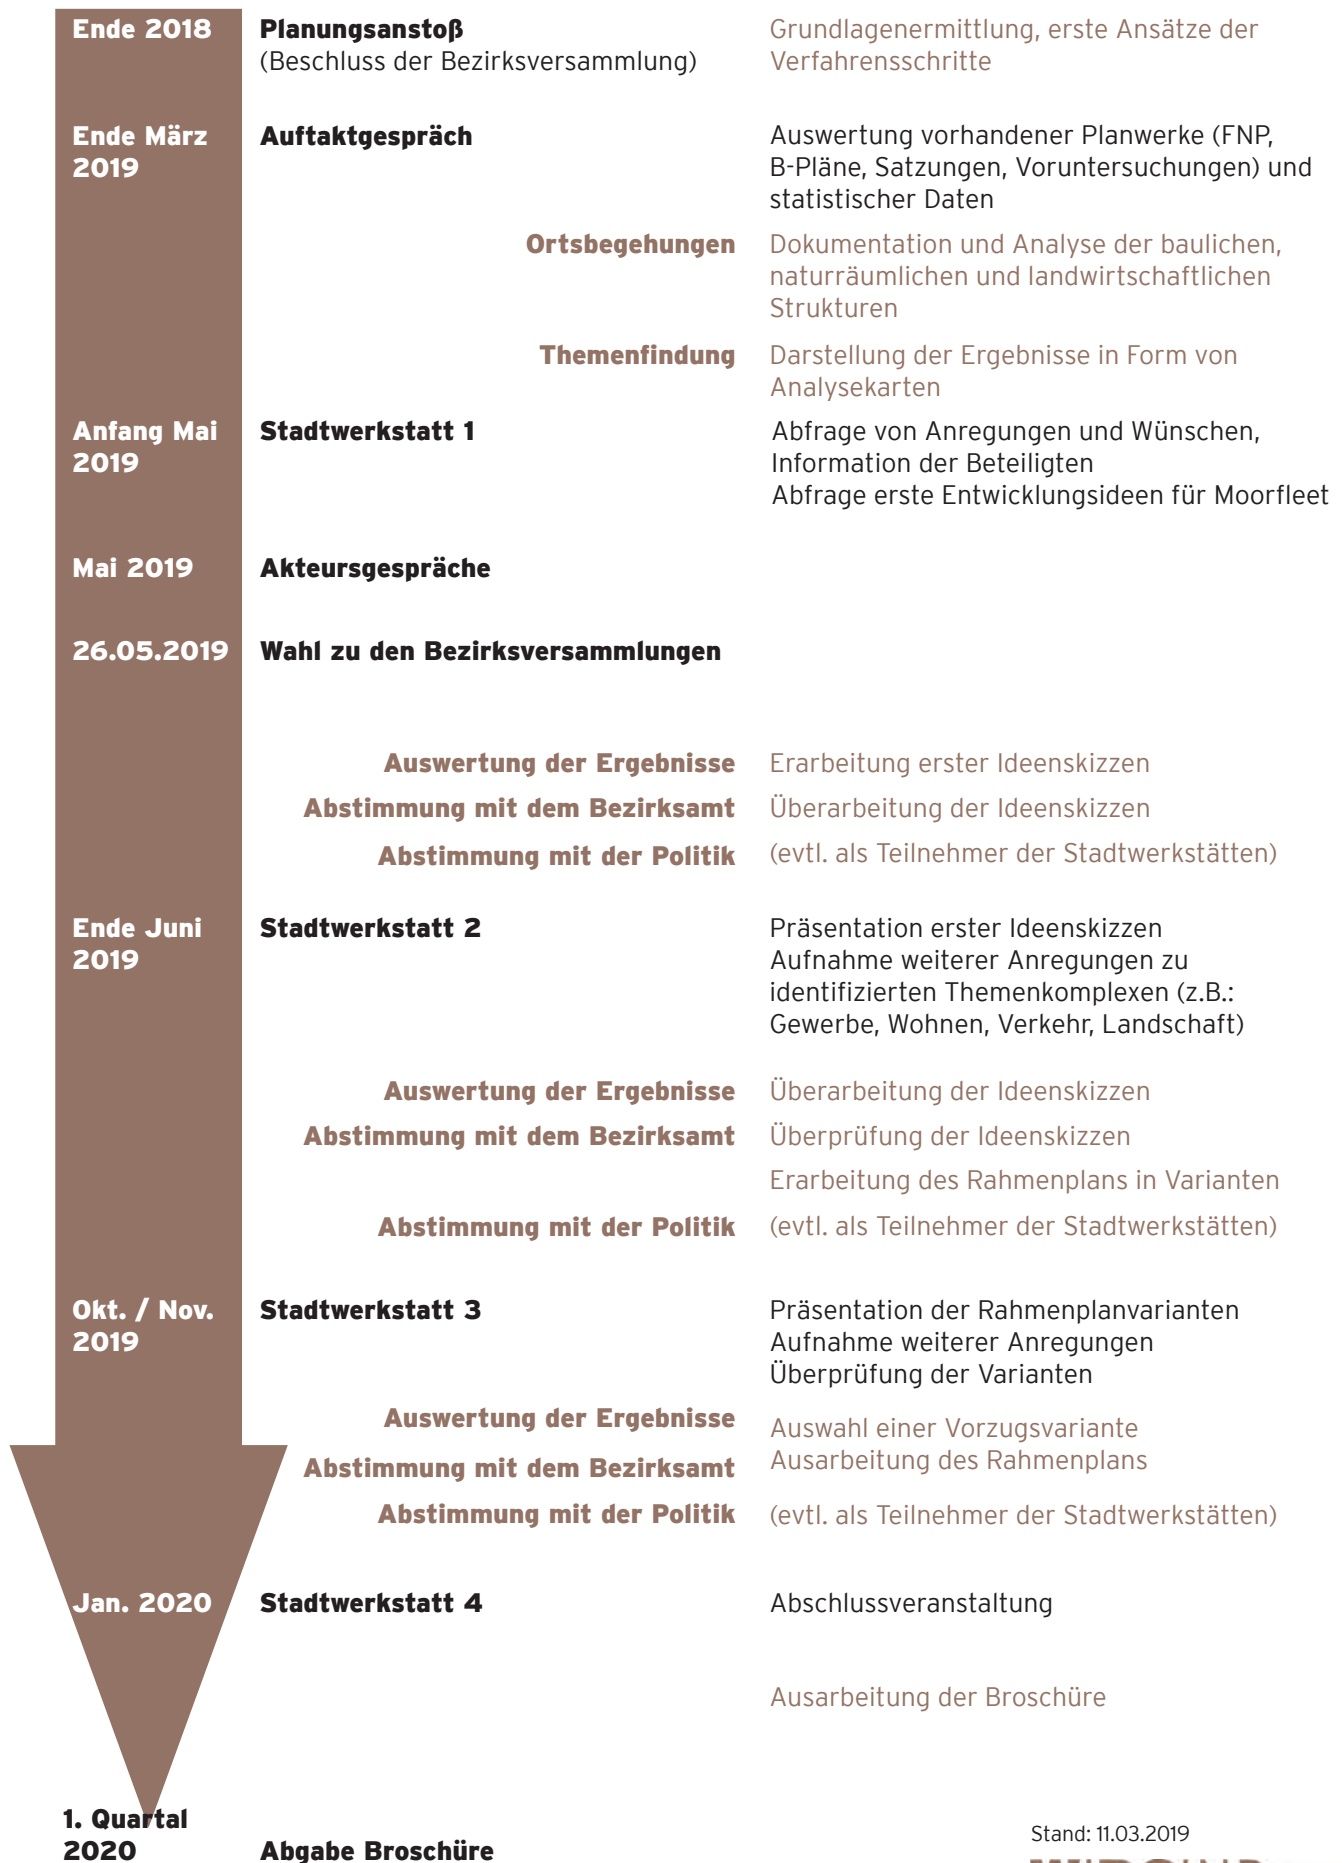 Ende 2018
Planungsanstoß
(Beschluss der Bezirksversammlung)
Grundlagenermittlung, erste Ansätze der
Verfahrensschritte
Ende März
2019
Auftaktgespräch
Auswertung vorhandener Planwerke (FNP,
B-Pläne, Satzungen, Voruntersuchungen) und
statistischer Daten
Ortsbegehungen
Dokumentation und Analyse der baulichen,
naturräumlichen und landwirtschaftlichen
Strukturen
Themenfindung
Darstellung der Ergebnisse in Form von
Analysekarten
Anfang Mai
2019
Stadtwerkstatt 1
Abfrage von Anregungen und Wünschen,
Information der Beteiligten
Abfrage erste Entwicklungsideen für Moorfleet
Mai 2019
Akteursgespräche
26.05.2019
Wahl zu den Bezirksversammlungen
Auswertung der Ergebnisse
Erarbeitung erster Ideenskizzen
Abstimmung mit dem Bezirksamt
Überarbeitung der Ideenskizzen
Abstimmung mit der Politik
(evtl. als Teilnehmer der Stadtwerkstätten)
Ende Juni
2019
Stadtwerkstatt 2
Präsentation erster Ideenskizzen
Aufnahme weiterer Anregungen zu
identifizierten Themenkomplexen (z.B.:
Gewerbe, Wohnen, Verkehr, Landschaft)
Auswertung der Ergebnisse
Überarbeitung der Ideenskizzen
Abstimmung mit dem Bezirksamt
Überprüfung der Ideenskizzen
Erarbeitung des Rahmenplans in Varianten
Abstimmung mit der Politik
(evtl. als Teilnehmer der Stadtwerkstätten)
Okt. / Nov.
2019
Stadtwerkstatt 3
Präsentation der Rahmenplanvarianten
Aufnahme weiterer Anregungen
Überprüfung der Varianten
Auswertung der Ergebnisse
Auswahl einer Vorzugsvariante
Ausarbeitung des Rahmenplans
Abstimmung mit dem Bezirksamt
Abstimmung mit der Politik
(evtl. als Teilnehmer der Stadtwerkstätten)
Jan. 2020
Stadtwerkstatt 4
Abschlussveranstaltung
Ausarbeitung der Broschüre
1. Quartal
2020
Abgabe Broschüre
Stand: 11.03.2019